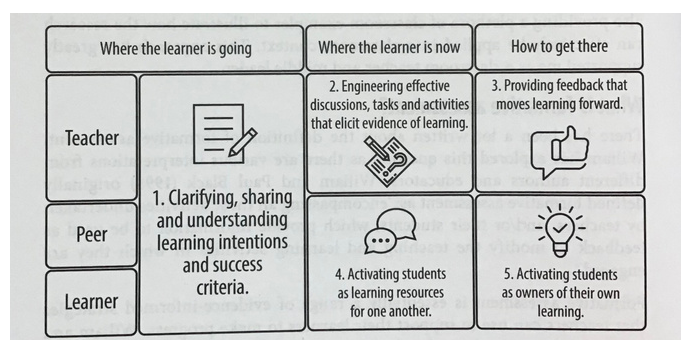 Where the learner is going
Where the learner is now
How to get there
Teacher
Peer
Learner
1. Clarifying, sharing
and understanding
learning intentions
and success
criteria.
2. Engineering effective
discussions, tasks and activities
that elicit evidence of learning.
3. Providing feedback that
moves learning forward.
4. Activating students
as learning resources
for one another.
5. Activating students
as owners of their own
learning.